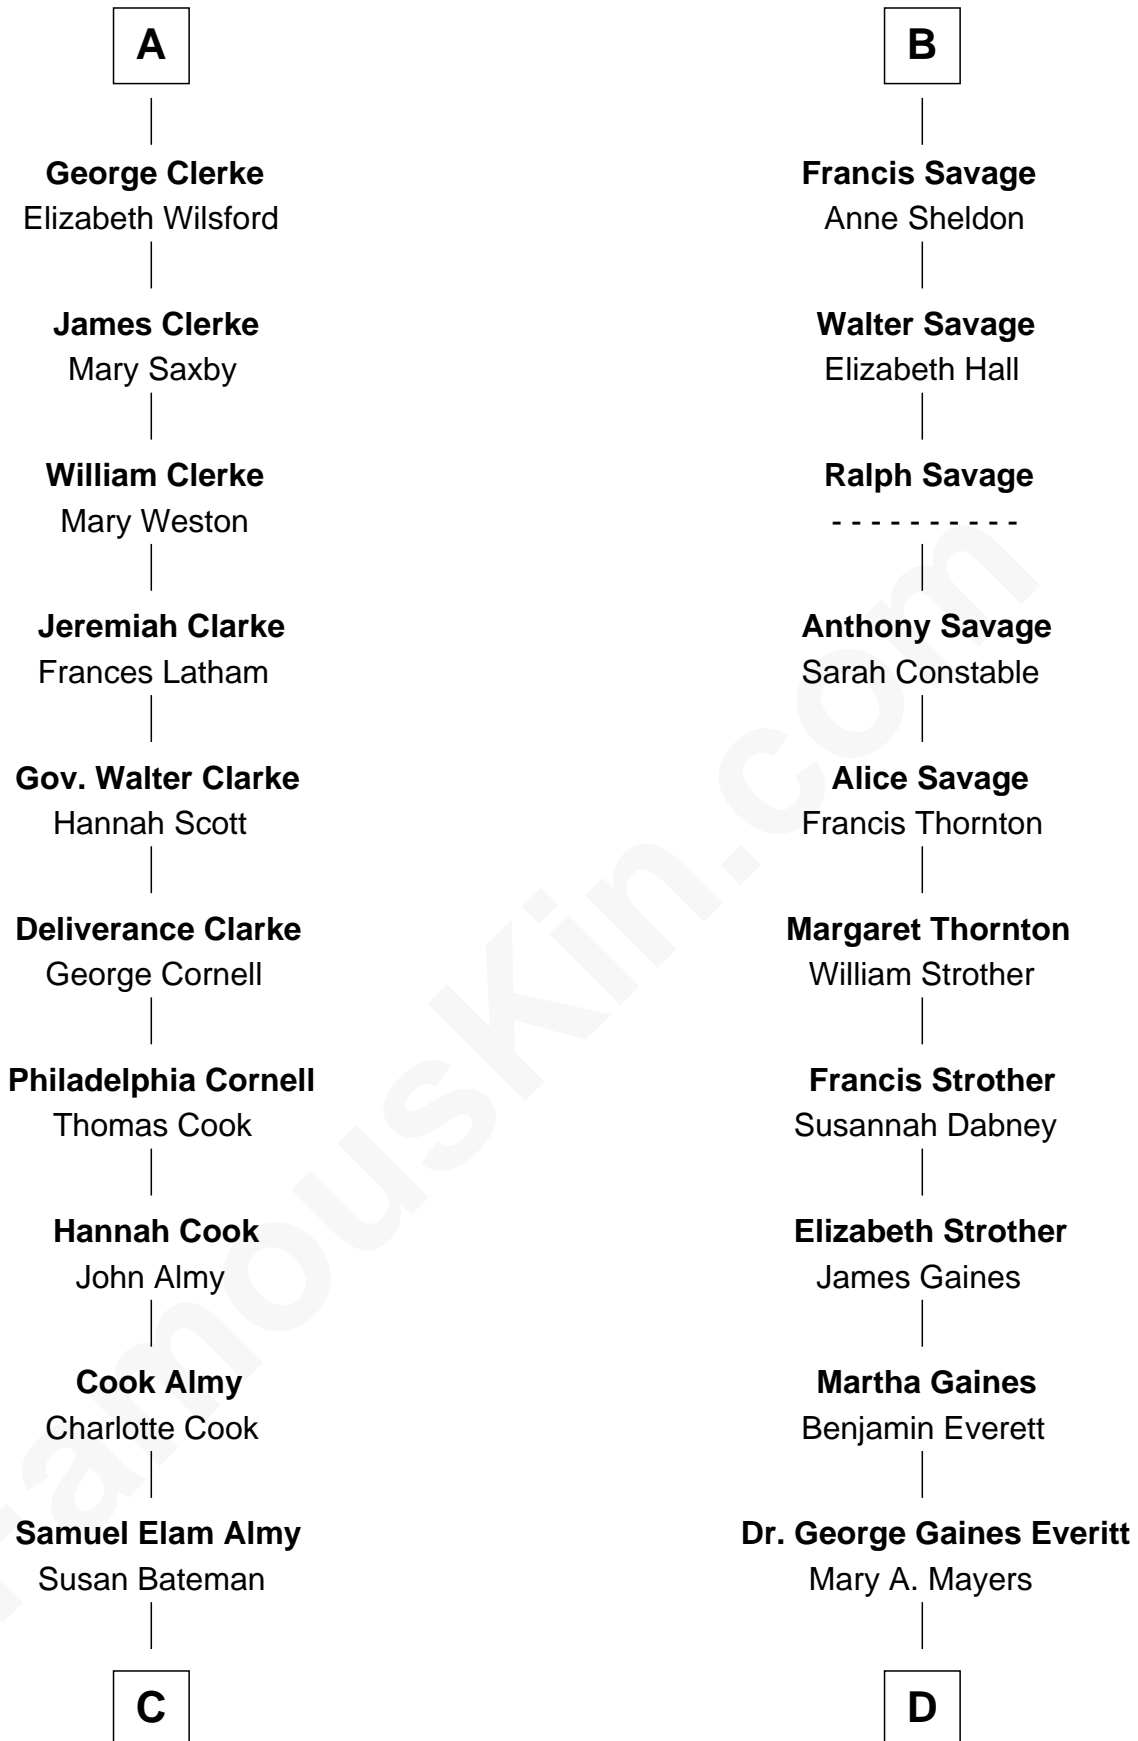 A
George Clerke
Elizabeth Wilsford
James Clerke
Mary Saxby
William Clerke
Mary Weston
Jeremiah Clarke
Frances Latham
Gov. Walter Clarke
Hannah Scott
Deliverance Clarke
George Cornell
Philadelphia Cornell
Thomas Cook
Hannah Cook
John Almy
Cook Almy
Charlotte Cook
Samuel Elam Almy
Susan Bateman
C
B
Francis Savage
Anne Sheldon
Walter Savage
Elizabeth Hall
Ralph Savage
- - - - - - - - - -
Anthony Savage
Sarah Constable
Alice Savage
Francis Thornton
Margaret Thornton
William Strother
Francis Strother
Susannah Dabney
Elizabeth Strother
James Gaines
Martha Gaines
Benjamin Everett
Dr. George Gaines Everitt
Mary A. Mayers
D
FamousKin.com